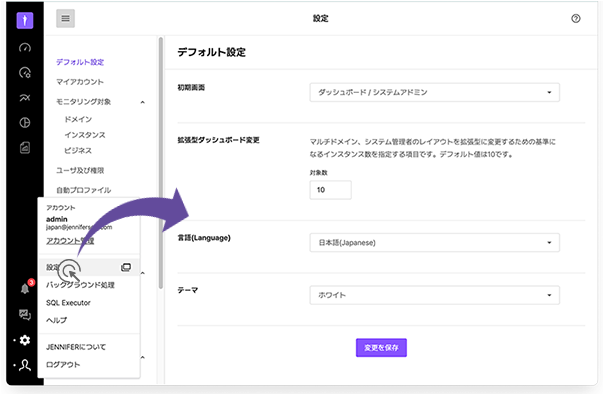 設定
デフォルト設定
マイアカウント
モニタリング対象
ドメイン
インスタンス
ビジネス
ユーザ及び権限
自動プロファイル
アカウント
admin
アカウント管理
設定
バックグラウンド処理
SQL Executor
ヘルプ
JENNIFERについて
ログアウト
3
デフォルト設定
初期画面
ダッシュボード / システムアドミン
拡張型ダッシュボード変更
マルチドメイン、システム管理者のレイアウトを拡張型に変更するための基準に
なるインスタンス数を指定する項目です。デフォルト値は10です。
対象数
10
言語(Language)
日本語(Japanese)
テーマ
ホワイト
変更を保存